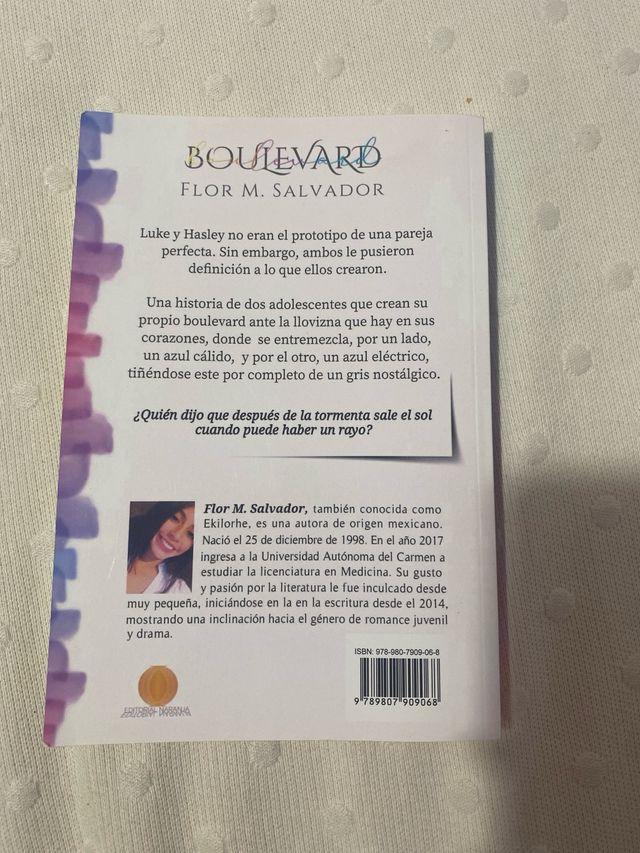 BOULEVARD
boulevard
FLOR M. SALVADOR
Luke y Hasley no eran el prototipo de una pareja
perfecta. Sin embargo, ambos le pusieron
definición a lo que ellos crearon.
Una historia de dos adolescentes que crean su
propio boulevard ante la llovizna que hay en sus
corazones, donde se entremezcla, por un lado,
un azul cálido, y por el otro, un azul eléctrico,
tiñéndose este por completo de un gris nostálgico.
¿Quién dijo que después de la tormenta sale el sol
cuando puede haber un rayo?
Flor M. Salvador, también conocida como
Ekilorhe, es una autora de origen mexicano.
Nació el 25 de diciembre de 1998. En el año 2017
ingresa a la Universidad Autónoma del Carmen a
estudiar la licenciatura en Medicina. Su gusto
y pasión por la literatura le fue inculcado desde
muy pequeña, iniciándose en la en la escritura desde el 2014,
mostrando una inclinación hacia el género de romance juvenil
y drama.
ISBN: 978-980-7909-06-8
9 789807 909068
EDITORIAL NARANJA